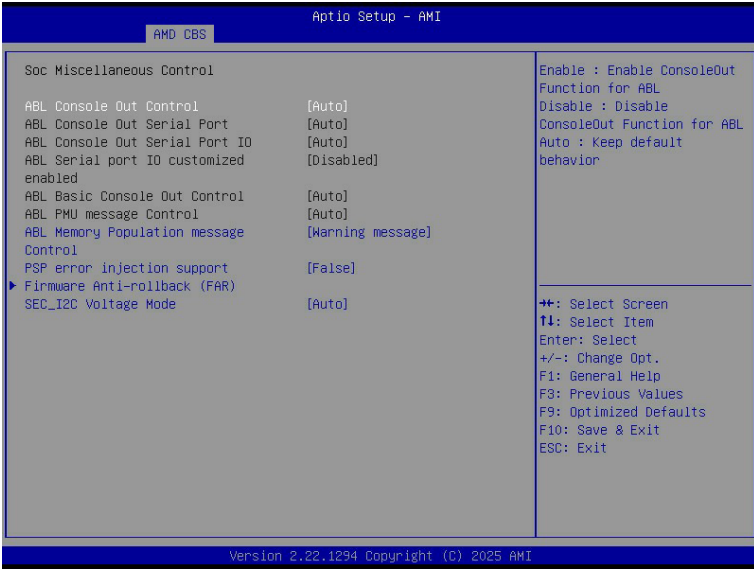 Aptio Setup – AMI
AMD CBS
Soc Miscellaneous Control
ABL Console Out Control [Auto]
ABL Console Out Serial Port [Auto]
ABL Console Out Serial Port IO [Auto]
ABL Serial port IO customized [Disabled]
enabled
ABL Basic Console Out Control [Auto]
ABL PMU message Control [Auto]
ABL Memory Population message [Warning message]
Control
PSP error injection support [False]
Firmware Anti-rollback (FAR)
SEC_I2C Voltage Mode [Auto]
Enable : Enable ConsoleOut
Function for ABL
Disable : Disable
ConsoleOut Function for ABL
Auto : Keep default
behavior
→←: Select Screen
↑↓: Select Item
Enter: Select
+/-: Change Opt.
F1: General Help
F3: Previous Values
F9: Optimized Defaults
F10: Save & Exit
ESC: Exit
Version 2.22.1294 Copyright (C) 2025 AMI